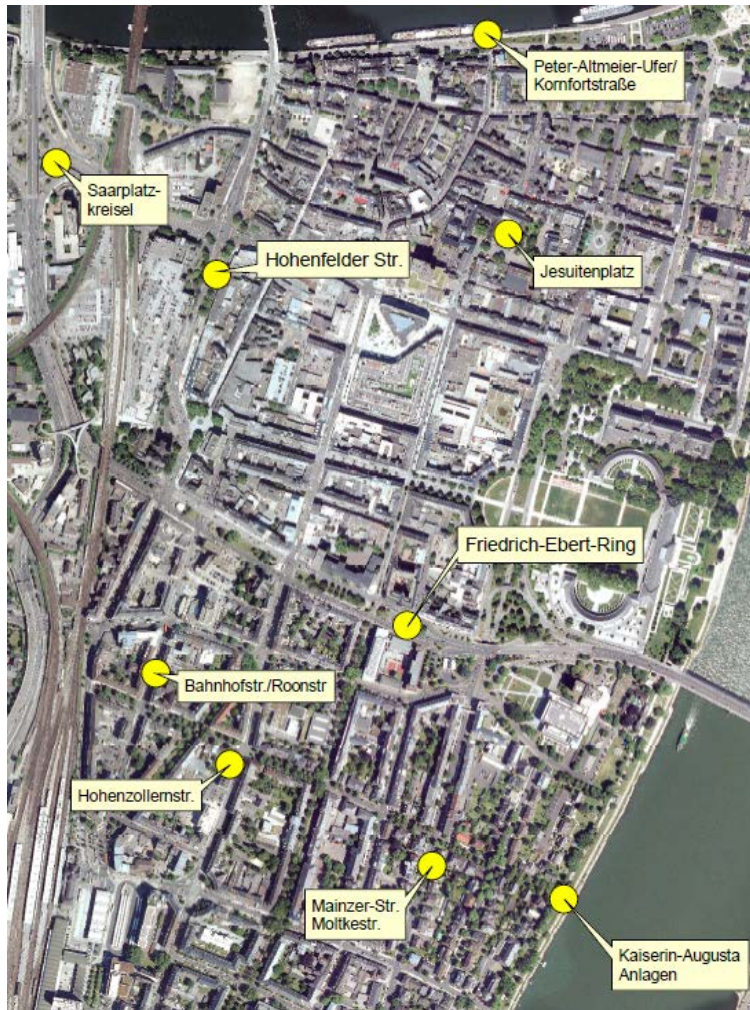 Peter-Altmeier-Ufer/
Kornfortstraße
Saarplatz-
kreisel
Hohenfelder Str.
Jesuitenplatz
Friedrich-Ebert-Ring
Bahnhofstr./Roonstr
Hohenzollernstr.
Mainzer-Str.
Moltkestr.
Kaiserin-Augusta
Anlagen